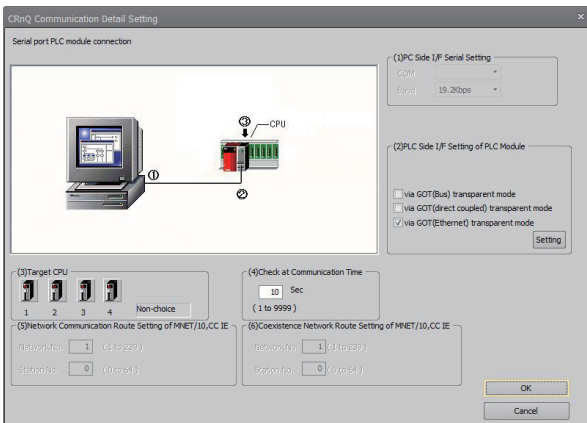 CRnQ Communication Detail Setting
Serial port PLC module connection
③
CPU
①
②
(1)PC Side I/F Serial Setting
COM
Baud 19.2Kbps
(2)PLC Side I/F Setting of PLC Module
via GOT(Bus) transparent mode
via GOT(direct coupled) transparent mode
via GOT(Ethernet) transparent mode
Setting
(3)Target CPU
1 2 3 4 Non-choice
(4)Check at Communication Time
10 Sec
( 1 to 9999 )
(5)Network Communication Route Setting of MNET/10,CC IE
Network No. 1 ( 1 to 239 )
Station No. 0 ( 0 to 64 )
(6)Coexistence Network Route Setting of MNET/10,CC IE
Network No. 1 ( 1 to 239 )
Station No. 0 ( 0 to 64 )
OK
Cancel